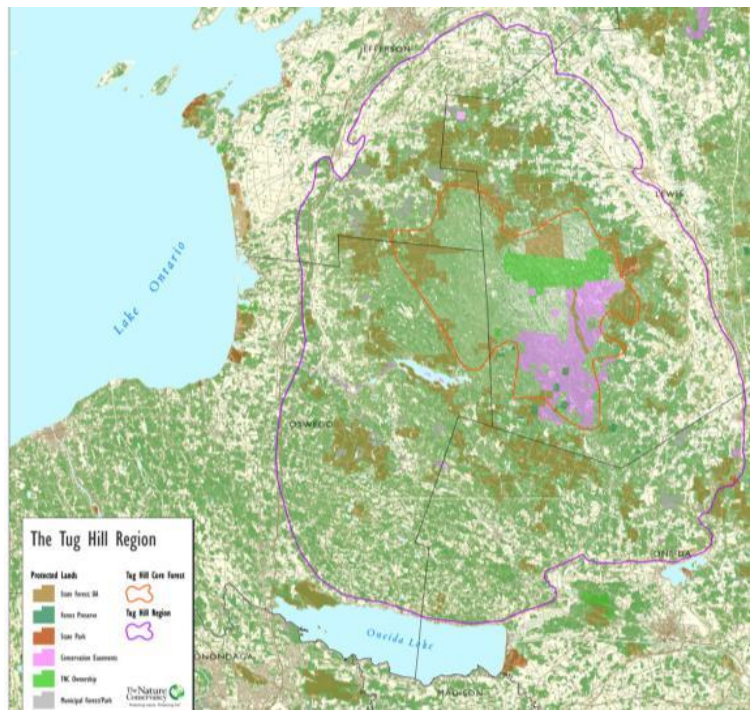 JEFFERSON
LEWIS
Lake Ontario
OSWEGO
ONEIDA
Oneida Lake
ONONDAGA
MADISON
The Tug Hill Region
Protected Lands
State Forest/
Forest Preserve
State Park
Conservation Easements
TNC Ownership
Municipal Forest/Park
Tug Hill Core Forest
Tug Hill Region
The Nature
Conservancy